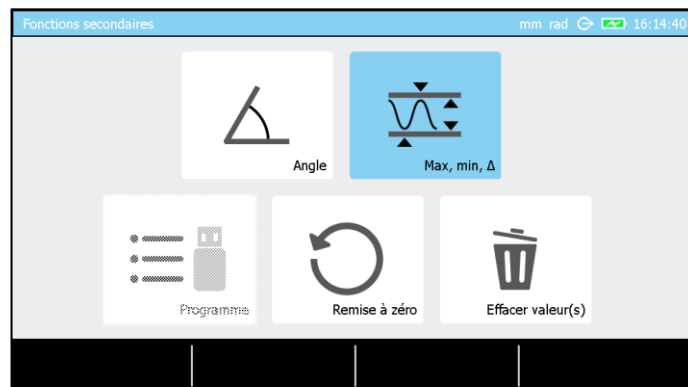 Fonctions secondaires
mm rad 16:14:40
Angle
Max, min, Δ
Programme
Remise à zéro
Effacer valeur(s)